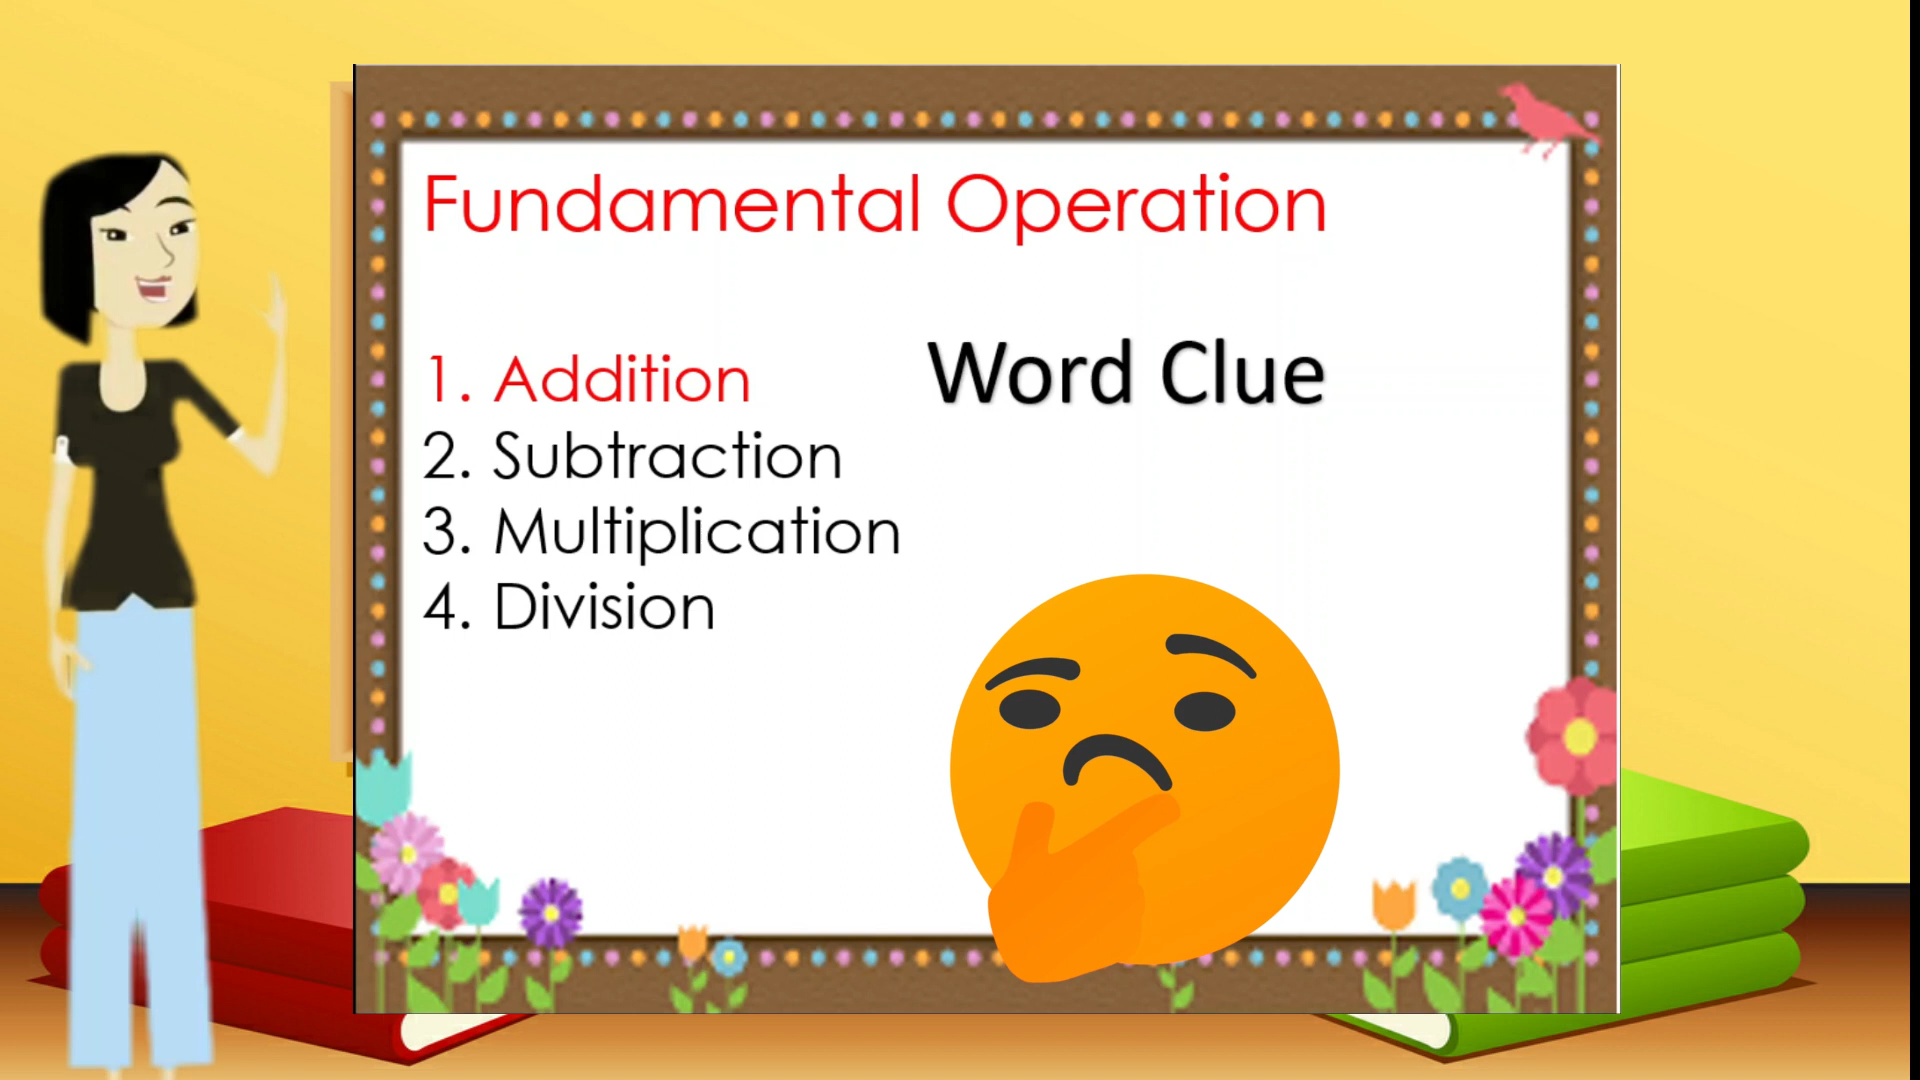 Fundamental Operation
1. Addition
Word Clue
2. Subtraction
3. Multiplication
4. Division